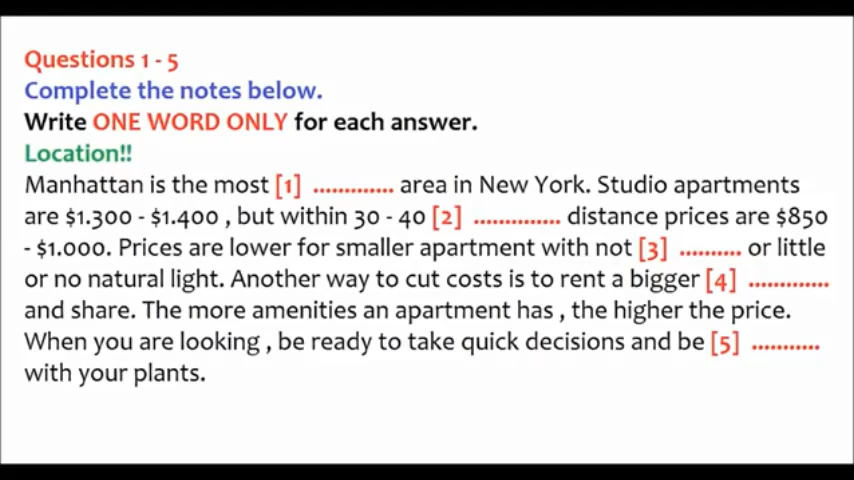 Questions 1 - 5
Complete the notes below.
Write ONE WORD ONLY for each answer.
Location!!
Manhattan is the most [1] ............. area in New York. Studio apartments
are $1.300 - $1.400 , but within 30 - 40 [2] .............. distance prices are $850
- $1.000. Prices are lower for smaller apartment with not [3] .......... or little
or no natural light. Another way to cut costs is to rent a bigger [4] .............
and share. The more amenities an apartment has , the higher the price.
When you are looking , be ready to take quick decisions and be [5] ...........
with your plants.